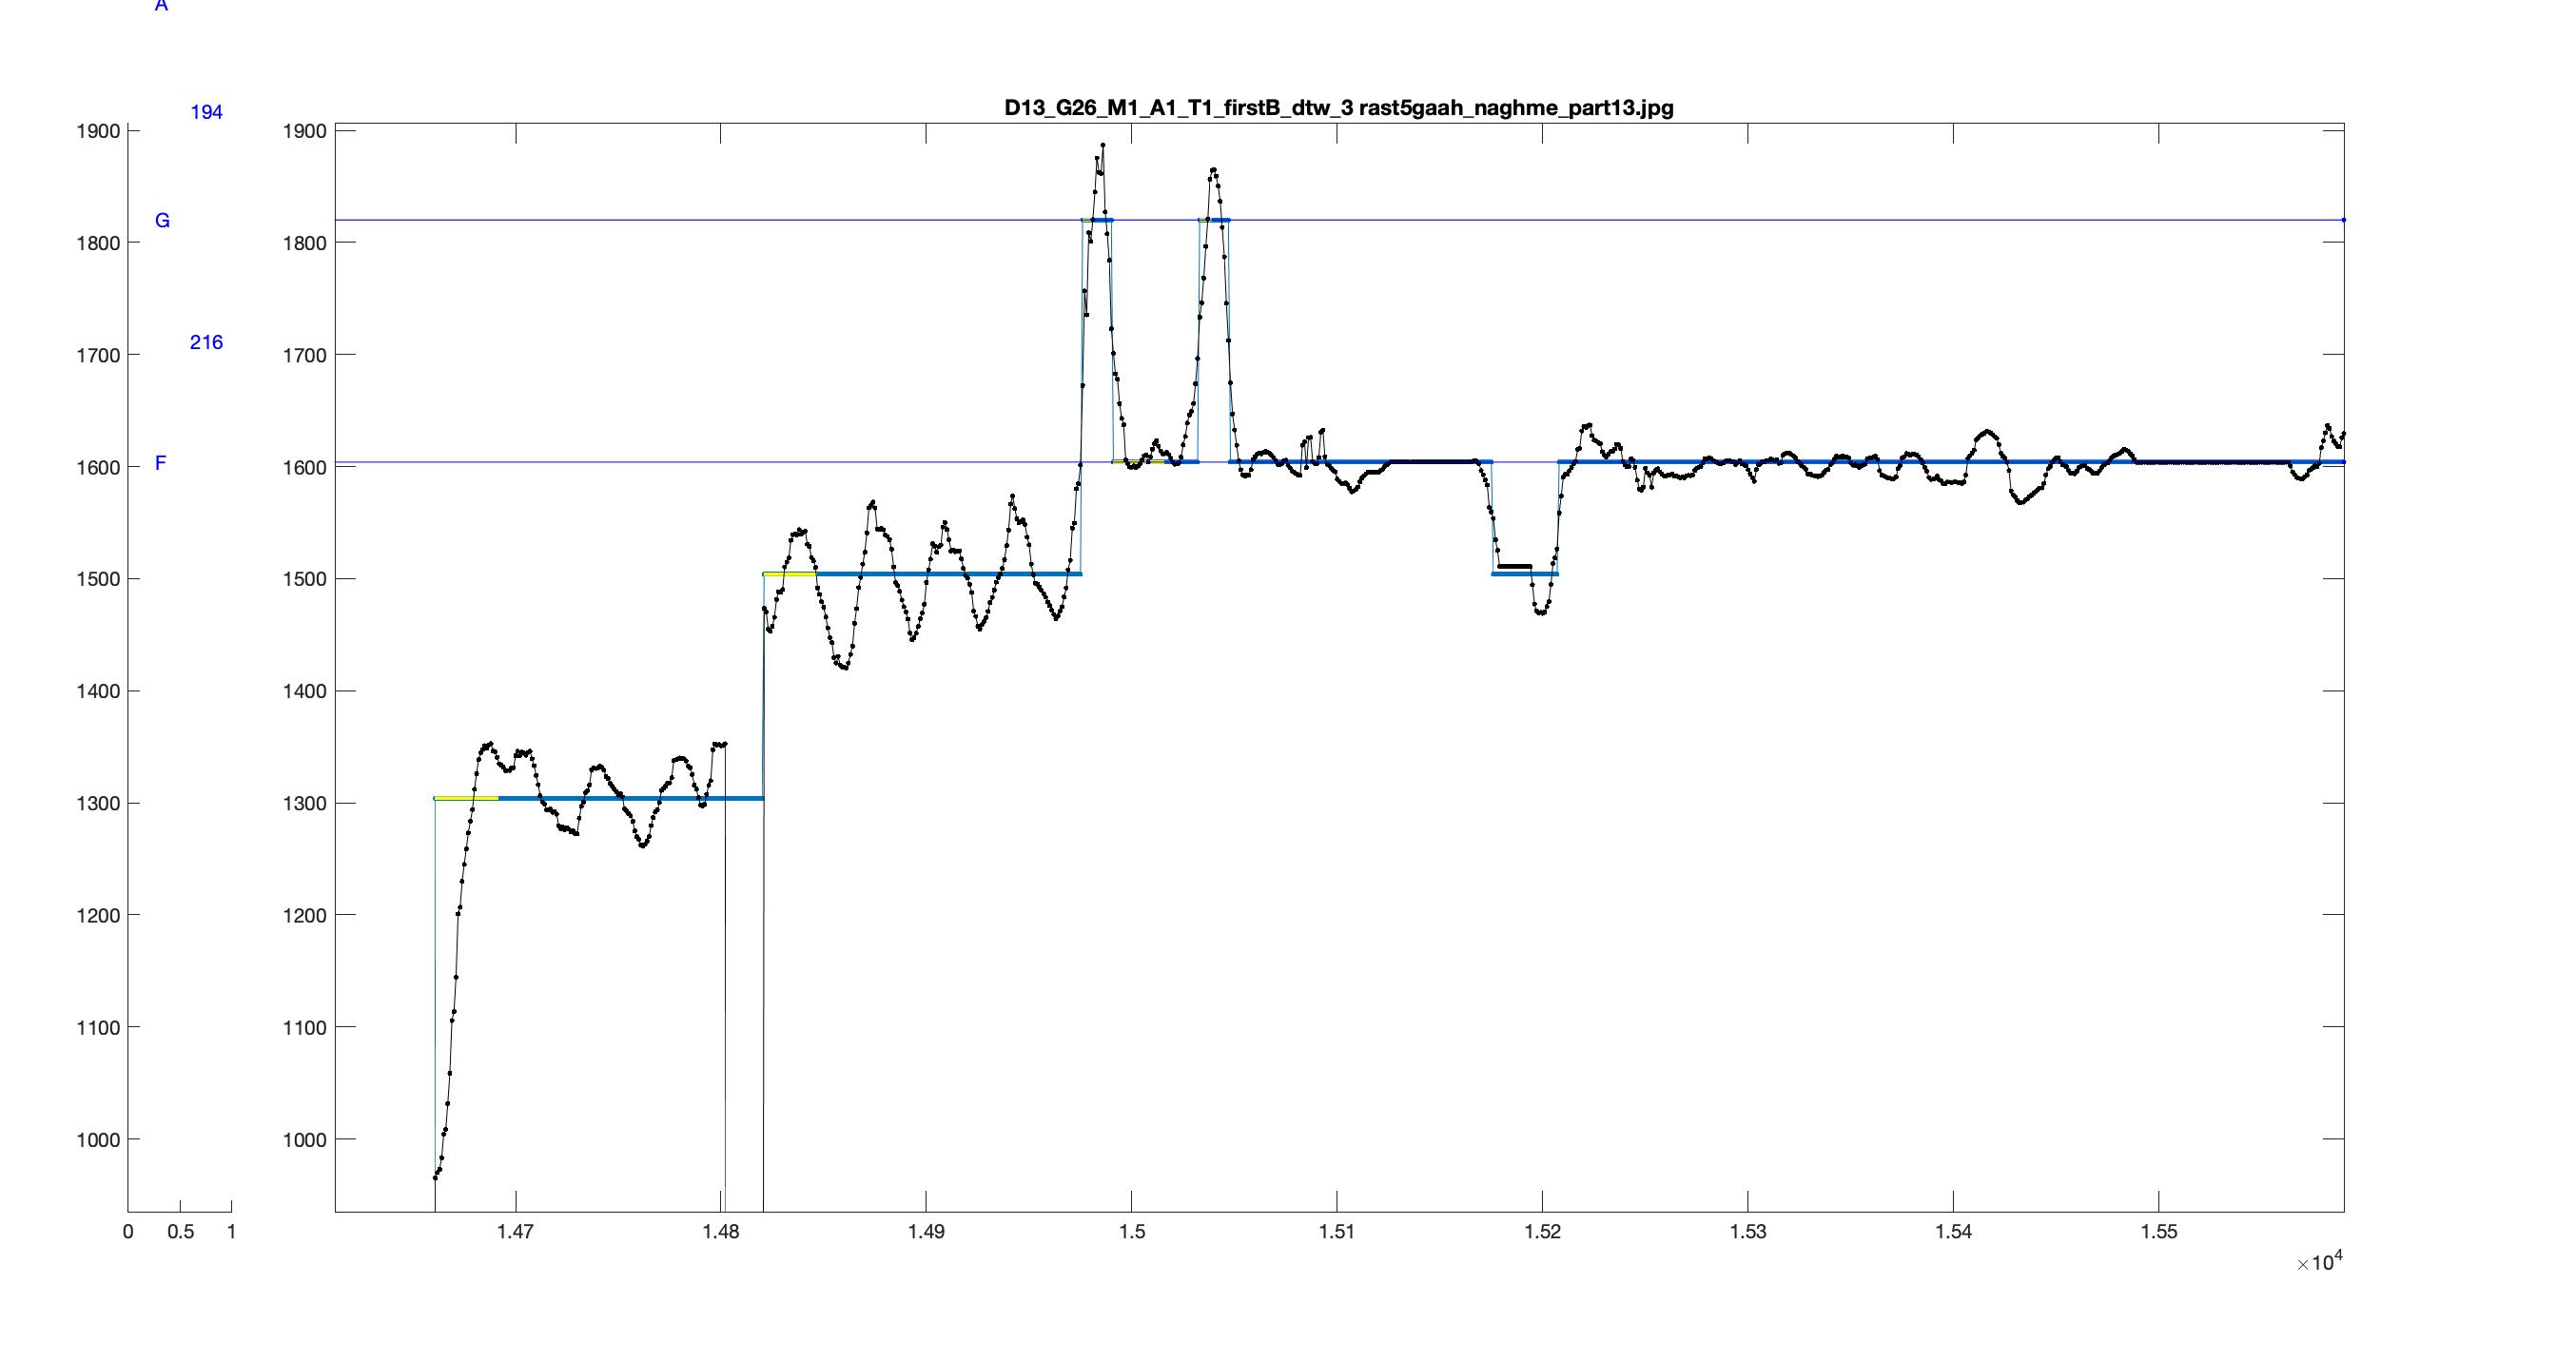 A
D13_G26_M1_A1_T1_firstB_dtw_3 rast5gaah_naghme_part13.jpg
194
1900 1900
G
1800 1800
216
1700 1700
F
1600 1600
1500 1500
1400 1400
1300 1300
1200 1200
1100 1100
1000 1000
0 0.5 1 1.47 1.48 1.49 1.5 1.51 1.52 1.53 1.54 1.55
×10⁴